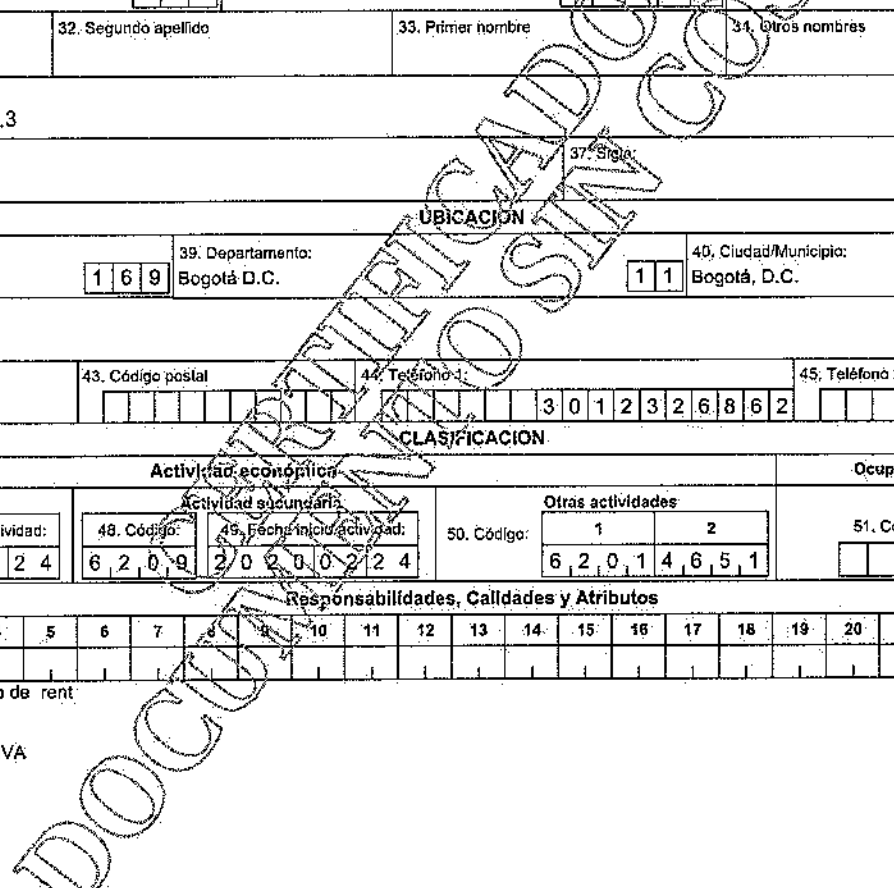 32. Segundo apellido 33. Primer nombre 34. Otros nombres
.3
37. Sigla:
UBICACION
39. Departamento: 40. Ciudad/Municipio:
1 6 9 Bogotá D.C. 1 1 Bogotá, D.C.
43. Código postal 44. Teléfono 1: 45. Teléfono
3 0 1 2 3 2 6 8 6 2
CLASIFICACION
Actividad económica Ocup
Actividad secundaria Otras actividades
ividad: 48. Código: 49. Fecha inicio actividad: 50. Código: 1 2 51. Có
2 4 6 2 0 9 2 0 2 0 0 2 2 4 6 2 0 1 4 6 5 1
Responsabilidades, Calidades y Atributos
5 6 7 8 9 10 11 12 13 14 15 16 17 18 19 20
o de rent
VA
CERTIFICADO
DOCUMENTO SIN COS